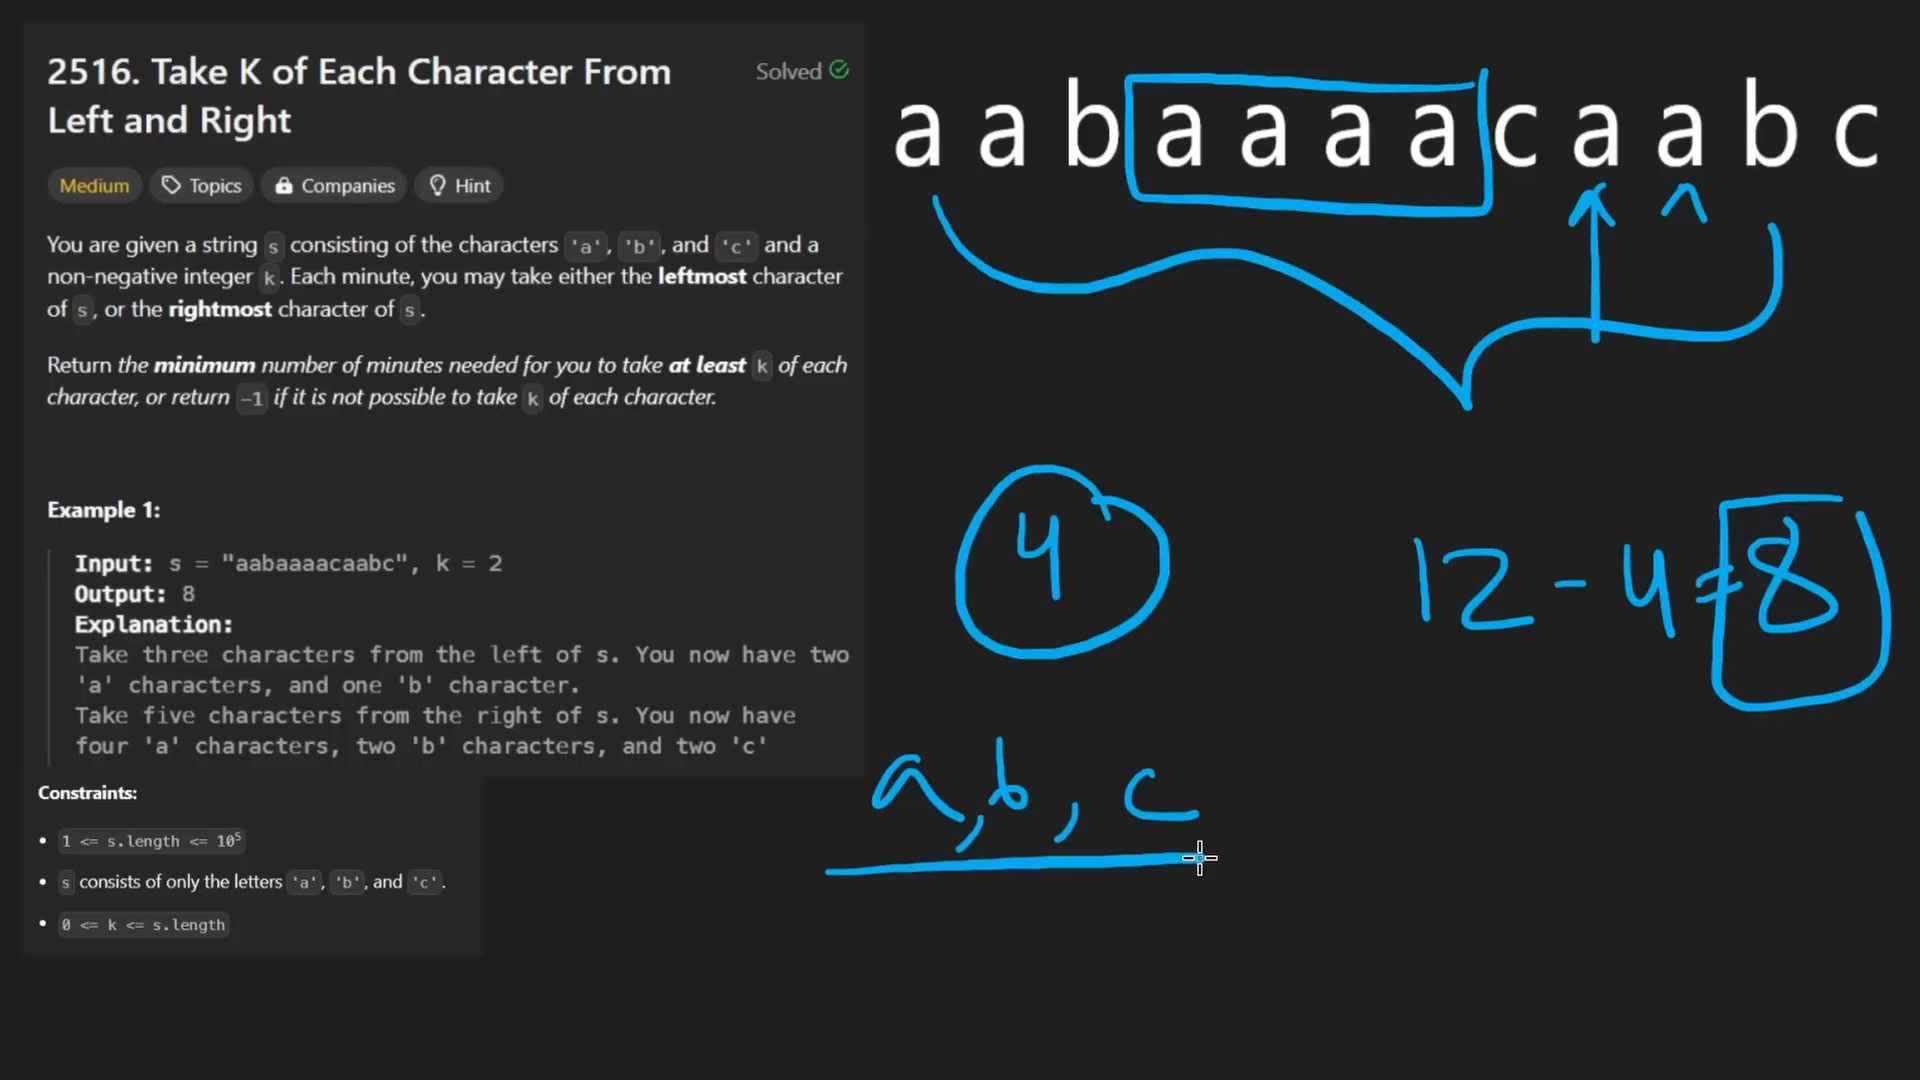 2516. Take K of Each Character From
Left and Right
Solved
Medium
Topics
Companies
Hint
You are given a string s consisting of the characters 'a', 'b', and 'c' and a
non-negative integer k. Each minute, you may take either the leftmost character
of s, or the rightmost character of s.
Return the minimum number of minutes needed for you to take at least k of each
character, or return -1 if it is not possible to take k of each character.
Example 1:
Input: s = "aabaaaacaabc", k = 2
Output: 8
Explanation:
Take three characters from the left of s. You now have two
'a' characters, and one 'b' character.
Take five characters from the right of s. You now have
four 'a' characters, two 'b' characters, and two 'c'
Constraints:
• 1 <= s.length <= 10⁵
• s consists of only the letters 'a', 'b', and 'c'.
• 0 <= k <= s.length
a a b a a a a c a a b c
4
12 - 4 = 8
a, b, c